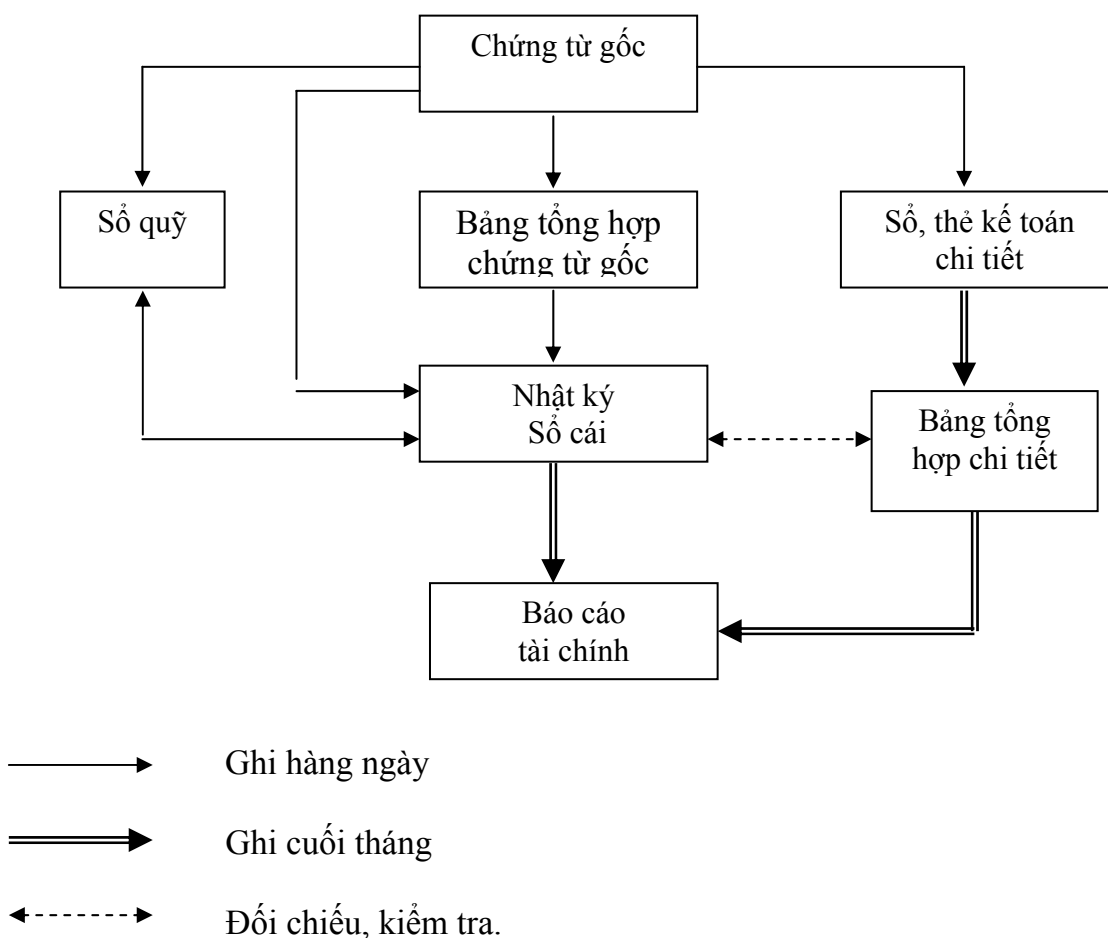 Chứng từ gốc
Sổ quỹ
Bảng tổng hợp
chứng từ gốc
Sổ, thẻ kế toán
chi tiết
Nhật ký
Sổ cái
Bảng tổng
hợp chi tiết
Báo cáo
tài chính
Ghi hàng ngày
Ghi cuối tháng
Đối chiếu, kiểm tra.